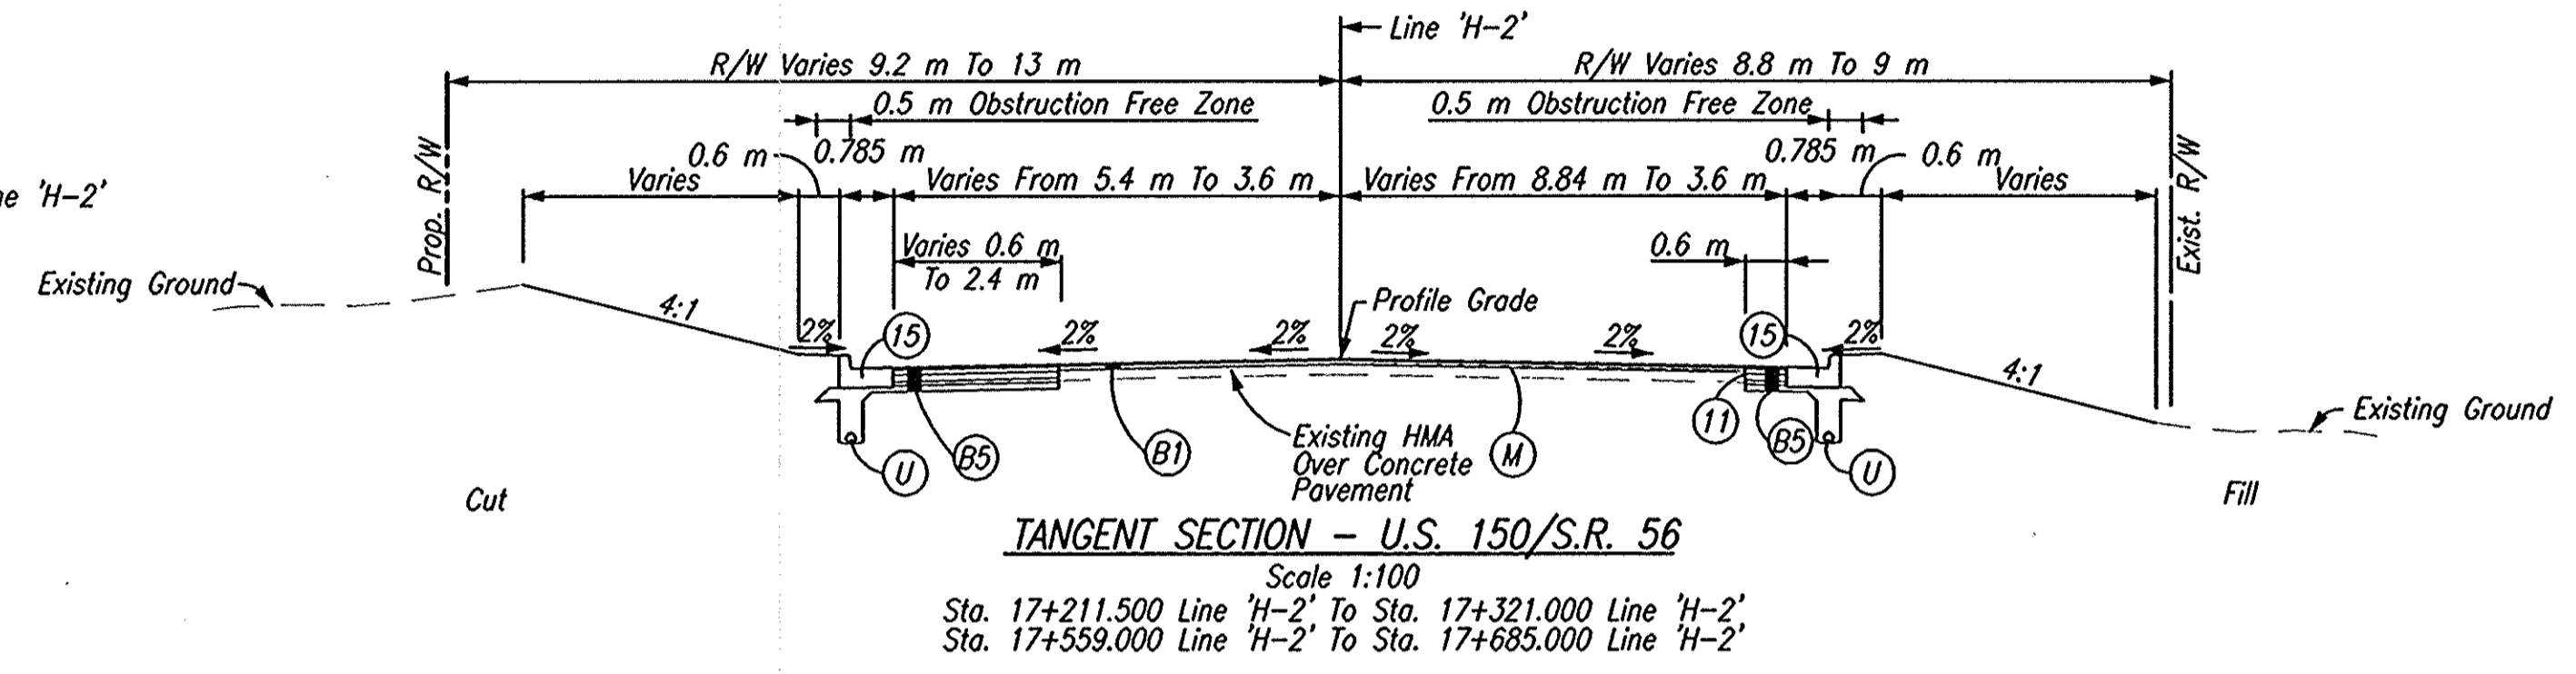 Line 'H-2'
R/W Varies 9.2 m To 13 m
R/W Varies 8.8 m To 9 m
0.5 m Obstruction Free Zone
0.5 m Obstruction Free Zone
0.6 m
0.785 m
0.785 m
0.6 m
Prop. R/W
Exist. R/W
ne 'H-2'
Varies
Varies From 5.4 m To 3.6 m
Varies From 8.84 m To 3.6 m
Varies
Varies 0.6 m
To 2.4 m
0.6 m
Existing Ground
4:1
Profile Grade
2%
15
2%
2%
2%
2%
15
2%
4:1
11
Existing Ground
U
B5
B1
Existing HMA
Over Concrete
Pavement
M
B5
U
Cut
Fill
TANGENT SECTION - U.S. 150/S.R. 56
Scale 1:100
Sta. 17+211.500 Line 'H-2' To Sta. 17+321.000 Line 'H-2'
Sta. 17+559.000 Line 'H-2' To Sta. 17+685.000 Line 'H-2'